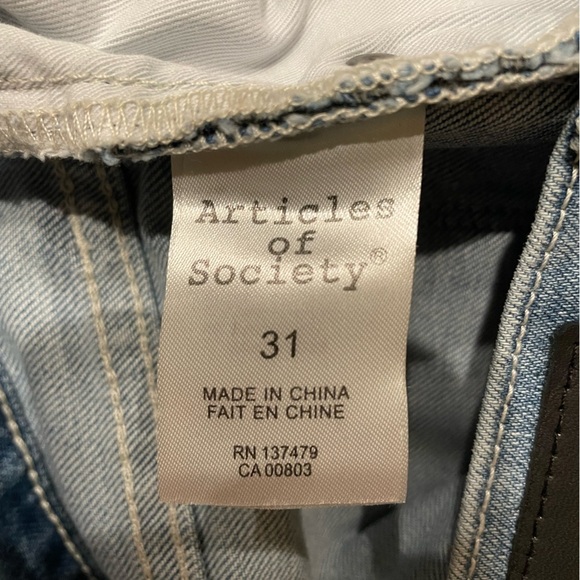 Articles
of
Society®
31
MADE IN CHINA
FAIT EN CHINE
RN 137479
CA 00803